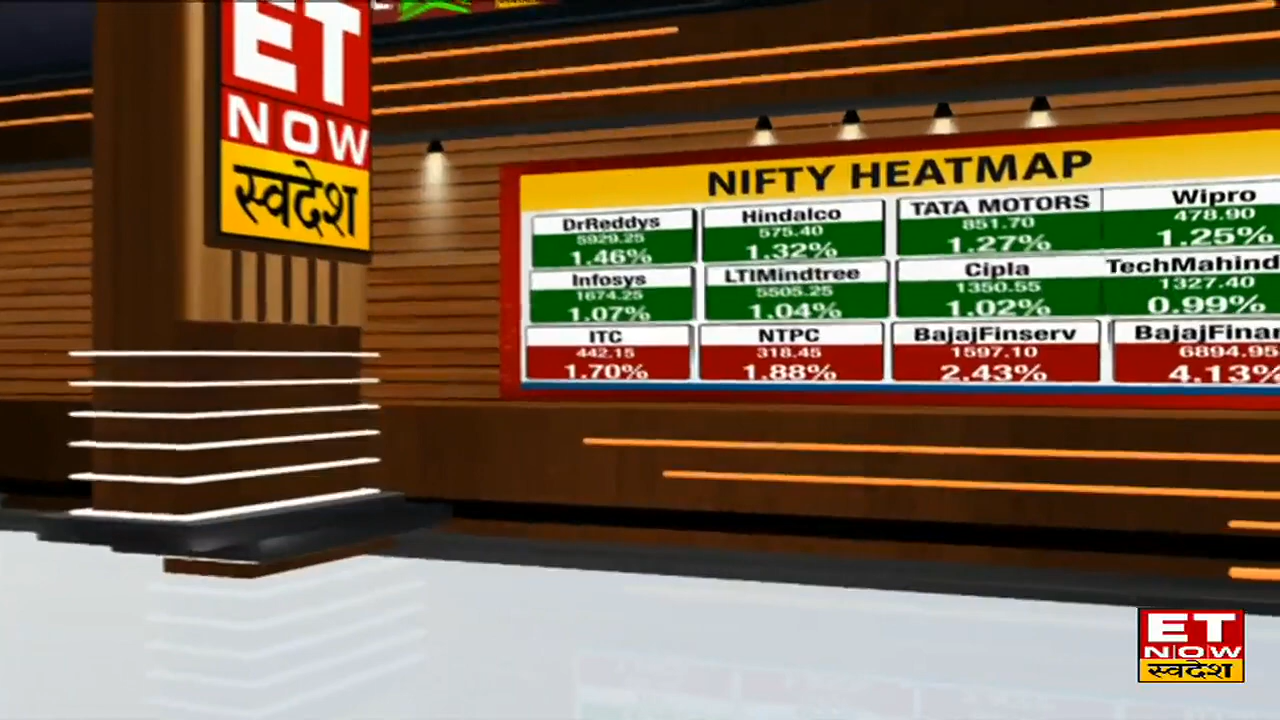 ET
NOW
स्वदेश
NIFTY HEATMAP
DrReddys
5929.25
1.46%
Hindalco
575.40
1.32%
TATA MOTORS
851.70
1.27%
Wipro
478.90
1.25%
Infosys
1674.25
1.07%
LTIMindtree
5505.25
1.04%
Cipla
1350.55
1.02%
TechMahind
1327.40
0.99%
ITC
442.15
1.70%
NTPC
318.45
1.88%
BajajFinserv
1597.10
2.43%
BajajFinan
6894.95
4.13%
ET
NOW
स्वदेश